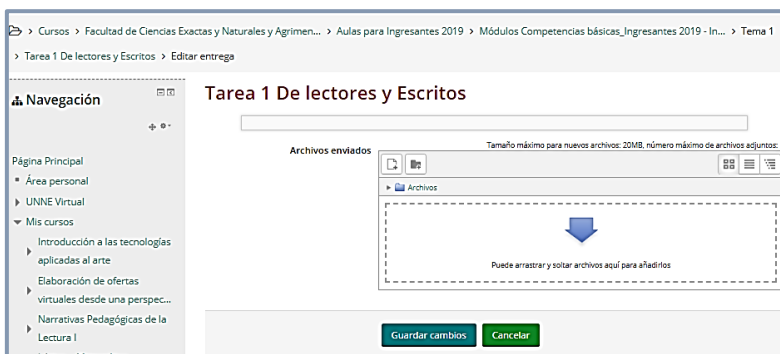 > Cursos > Facultad de Ciencias Exactas y Naturales y Agrimen... > Aulas para Ingresantes 2019 > Módulos Competencias básicas_Ingresantes 2019 - In... > Tema 1
> Tarea 1 De lectores y Escritos > Editar entrega
Navegación
Página Principal
Área personal
UNNE Virtual
Mis cursos
Introducción a las tecnologías
aplicadas al arte
Elaboración de ofertas
virtuales desde una perspec...
Narrativas Pedagógicas de la
Lectura I
Tarea 1 De lectores y Escritos
Archivos enviados
Tamaño máximo para nuevos archivos: 20MB, número máximo de archivos adjuntos:
Archivos
Puede arrastrar y soltar archivos aquí para añadirlos
Guardar cambios
Cancelar